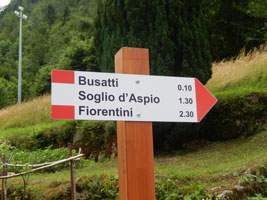 Busatti 0.10
Soglio d'Aspio 1.30
Fiorentini 2.30